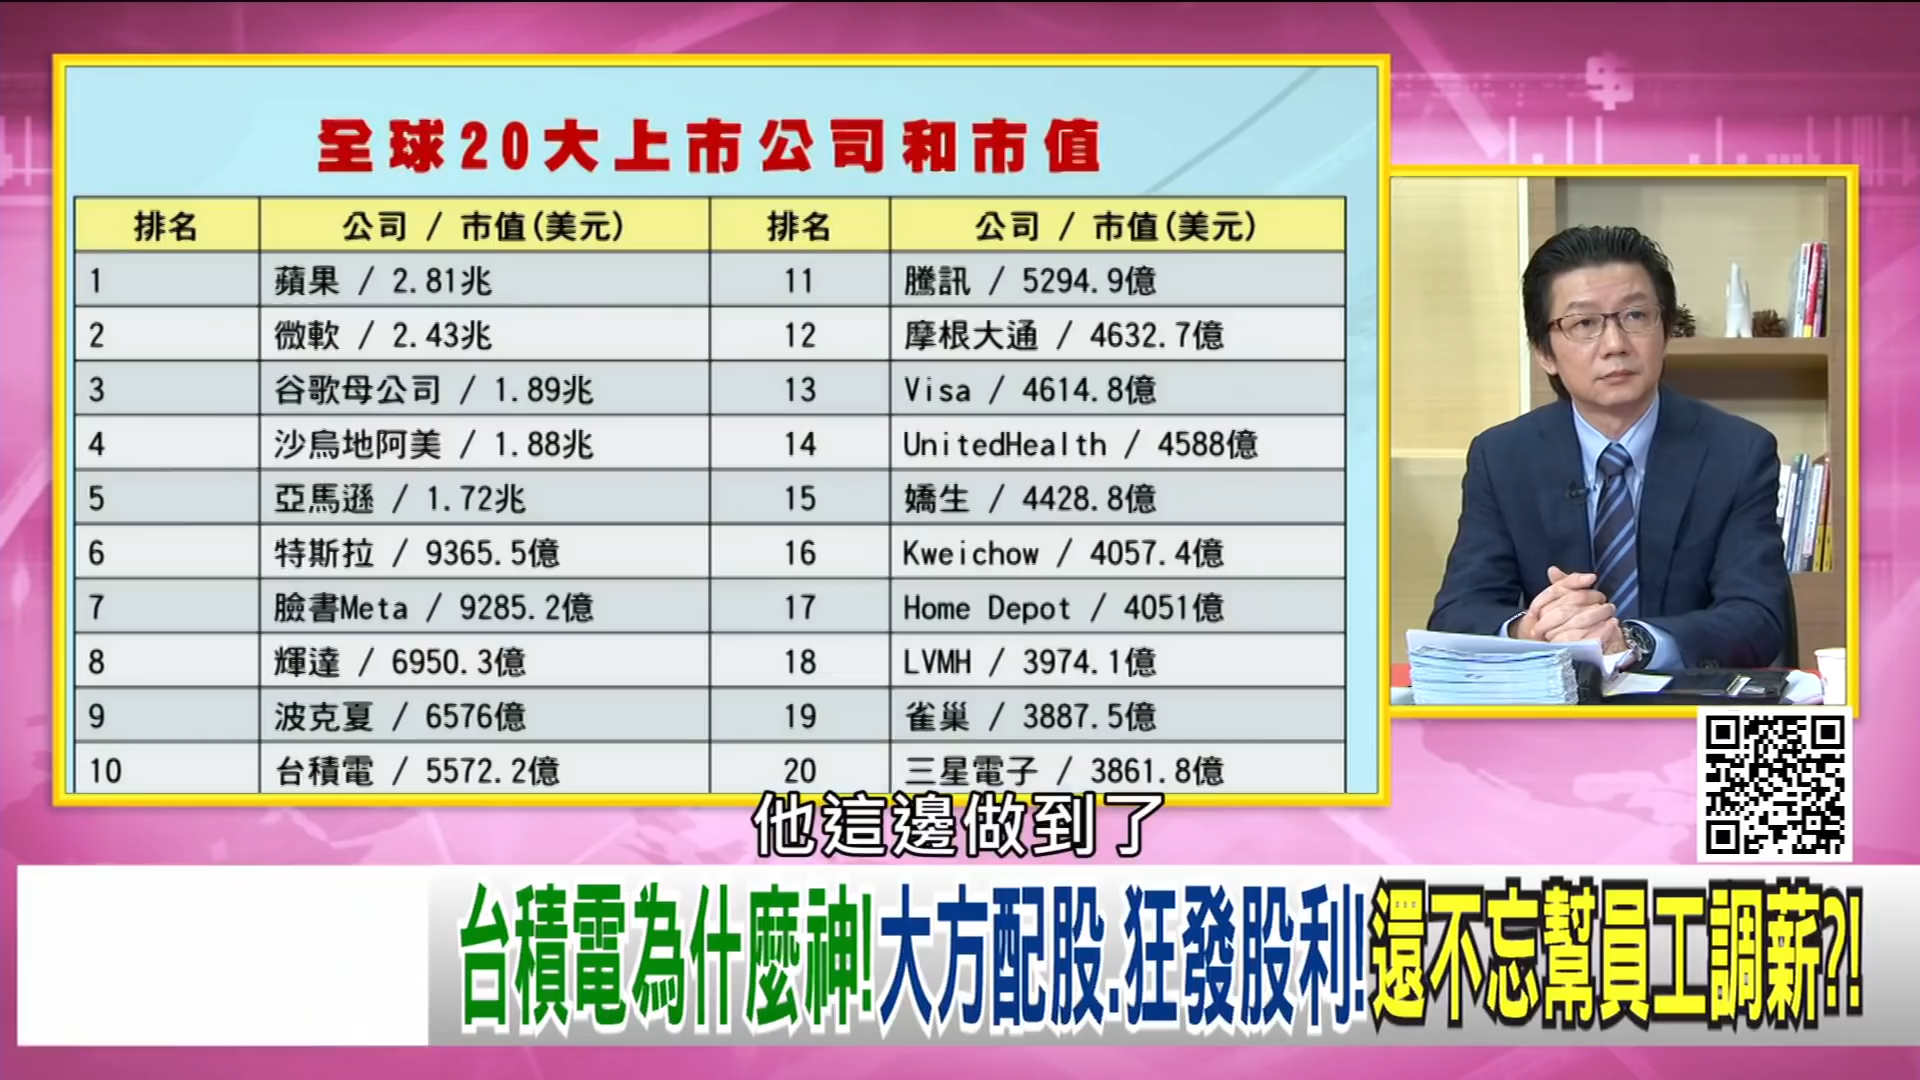 全球20大上市公司和市值
排名 公司 / 市值(美元) 排名 公司 / 市值(美元)
1 蘋果 / 2.81兆 11 騰訊 / 5294.9億
2 微軟 / 2.43兆 12 摩根大通 / 4632.7億
3 谷歌母公司 / 1.89兆 13 Visa / 4614.8億
4 沙烏地阿美 / 1.88兆 14 UnitedHealth / 4588億
5 亞馬遜 / 1.72兆 15 嬌生 / 4428.8億
6 特斯拉 / 9365.5億 16 Kweichow / 4057.4億
7 臉書Meta / 9285.2億 17 Home Depot / 4051億
8 輝達 / 6950.3億 18 LVMH / 3974.1億
9 波克夏 / 6576億 19 雀巢 / 3887.5億
10 台積電 / 5572.2億 20 三星電子 / 3861.8億
他這邊做到了
台積電為什麼神!大方配股.狂發股利!還不忘幫員工調薪?!